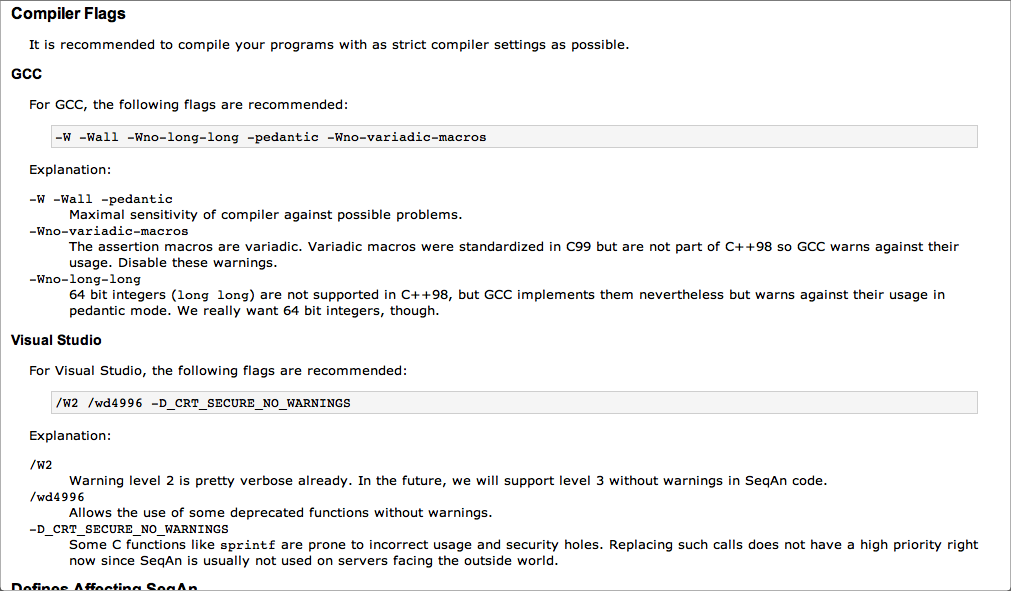 Compiler Flags
It is recommended to compile your programs with as strict compiler settings as possible.
GCC
For GCC, the following flags are recommended:
-W -Wall -Wno-long-long -pedantic -Wno-variadic-macros
Explanation:
-W -Wall -pedantic
Maximal sensitivity of compiler against possible problems.
-Wno-variadic-macros
The assertion macros are variadic. Variadic macros were standardized in C99 but are not part of C++98 so GCC warns against their
usage. Disable these warnings.
-Wno-long-long
64 bit integers (long long) are not supported in C++98, but GCC implements them nevertheless but warns against their usage in
pedantic mode. We really want 64 bit integers, though.
Visual Studio
For Visual Studio, the following flags are recommended:
/W2 /wd4996 -D_CRT_SECURE_NO_WARNINGS
Explanation:
/W2
Warning level 2 is pretty verbose already. In the future, we will support level 3 without warnings in SeqAn code.
/wd4996
Allows the use of some deprecated functions without warnings.
-D_CRT_SECURE_NO_WARNINGS
Some C functions like sprintf are prone to incorrect usage and security holes. Replacing such calls does not have a high priority right
now since SeqAn is usually not used on servers facing the outside world.
Defines Affecting SeqAn